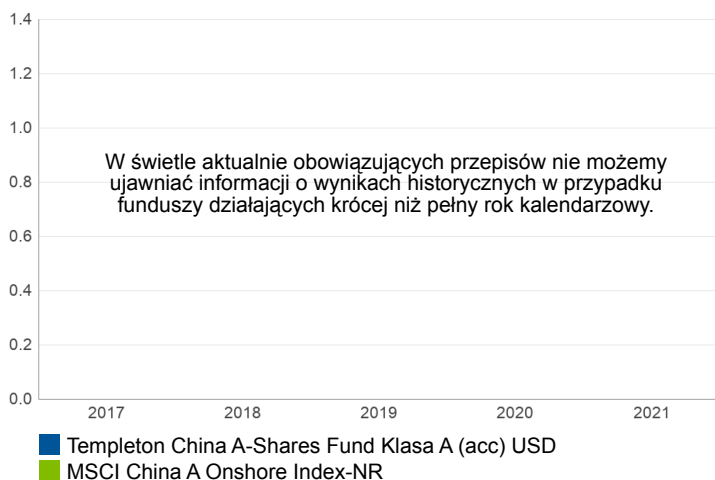 1.4
1.2
1.0
W świetle aktualnie obowiązujących przepisów nie możemy
0.8
ujawniać informacji o wynikach historycznych w przypadku
funduszy działających krócej niż pełny rok kalendarzowy.
0.6
0.4
0.2
0.0
2017 2018 2019 2020 2021
Templeton China A-Shares Fund Klasa A (acc) USD
MSCI China A Onshore Index-NR